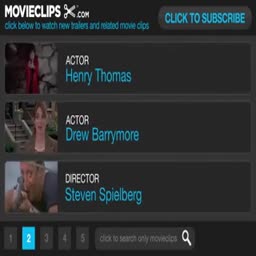 MOVIECLIPS .COM
click below to watch new trailers and related movie clips
CLICK TO SUBSCRIBE
ACTOR
Henry Thomas
ACTOR
Drew Barrymore
DIRECTOR
Steven Spielberg
1 2 3 4 5 click to search only movieclips